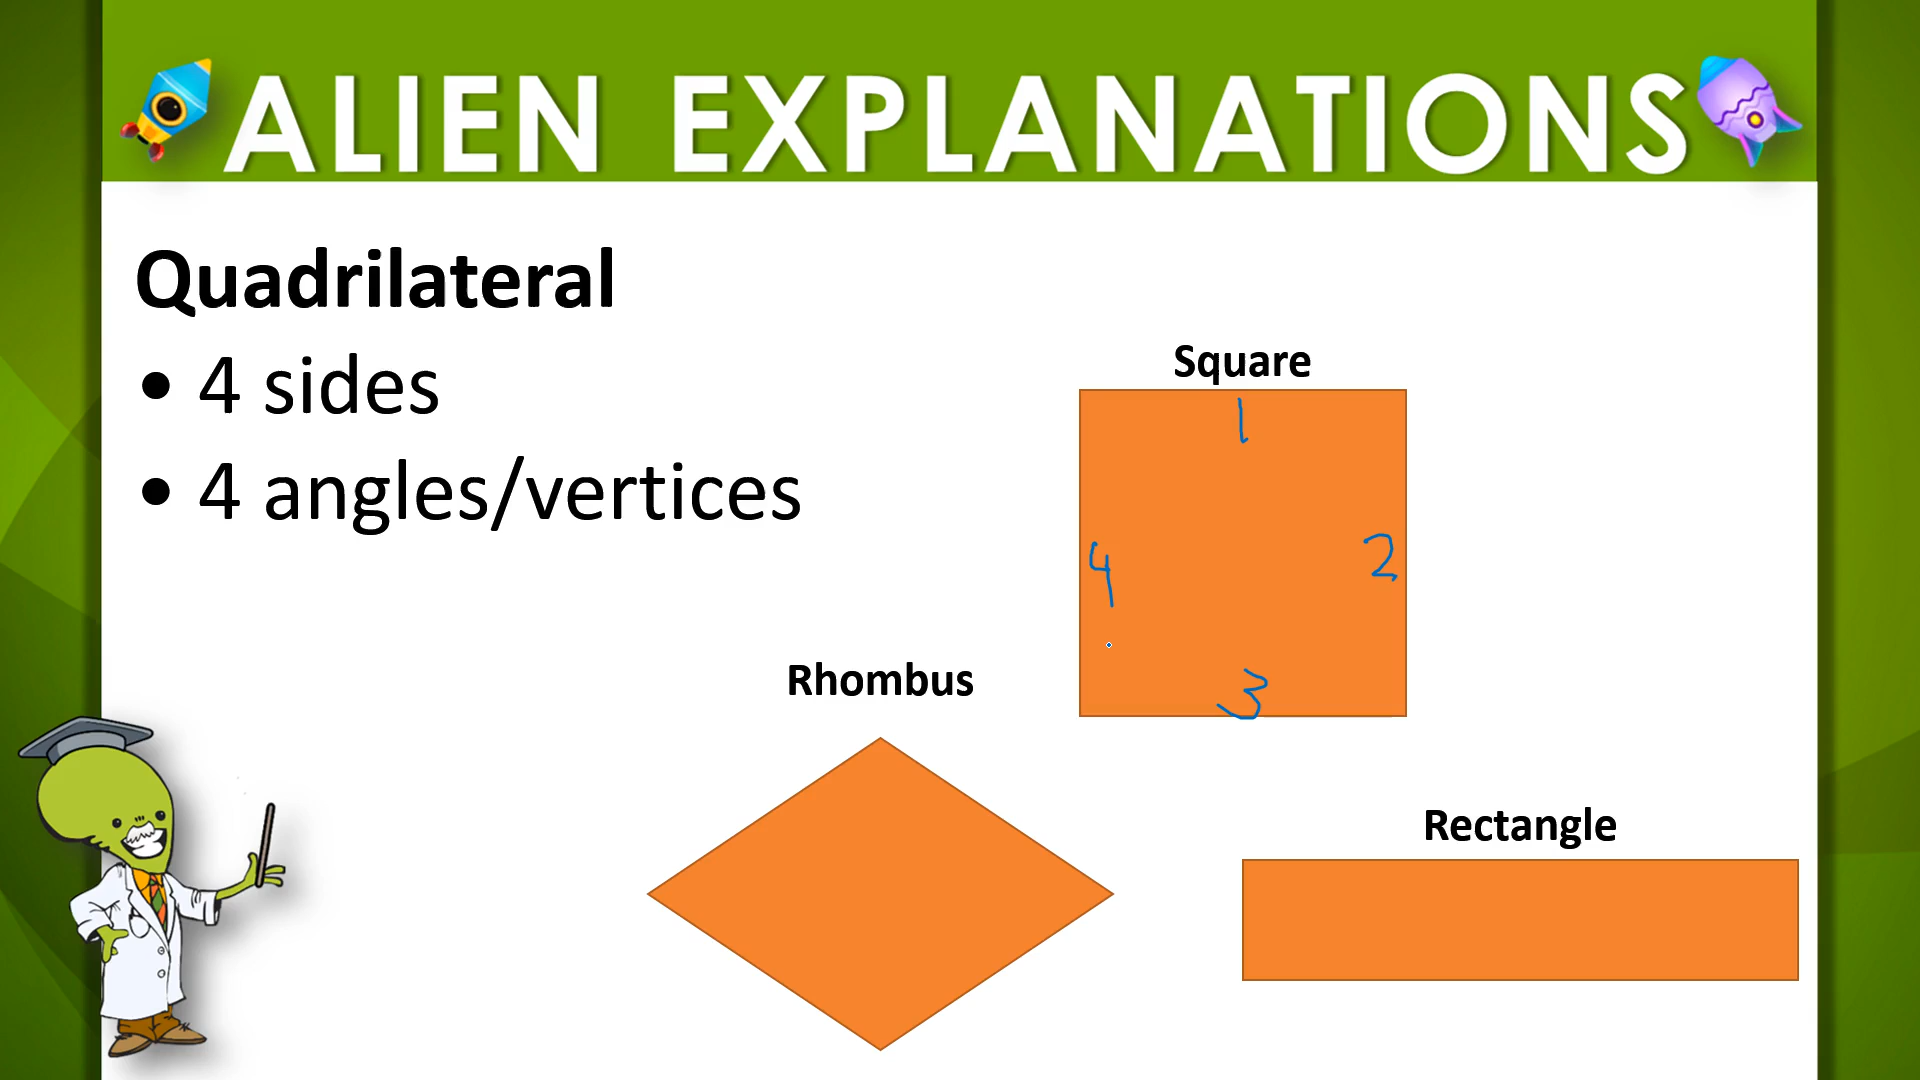 ALIEN EXPLANATIONS
Quadrilateral
• 4 sides
• 4 angles/vertices
Square
1
4
2
3
Rhombus
Rectangle